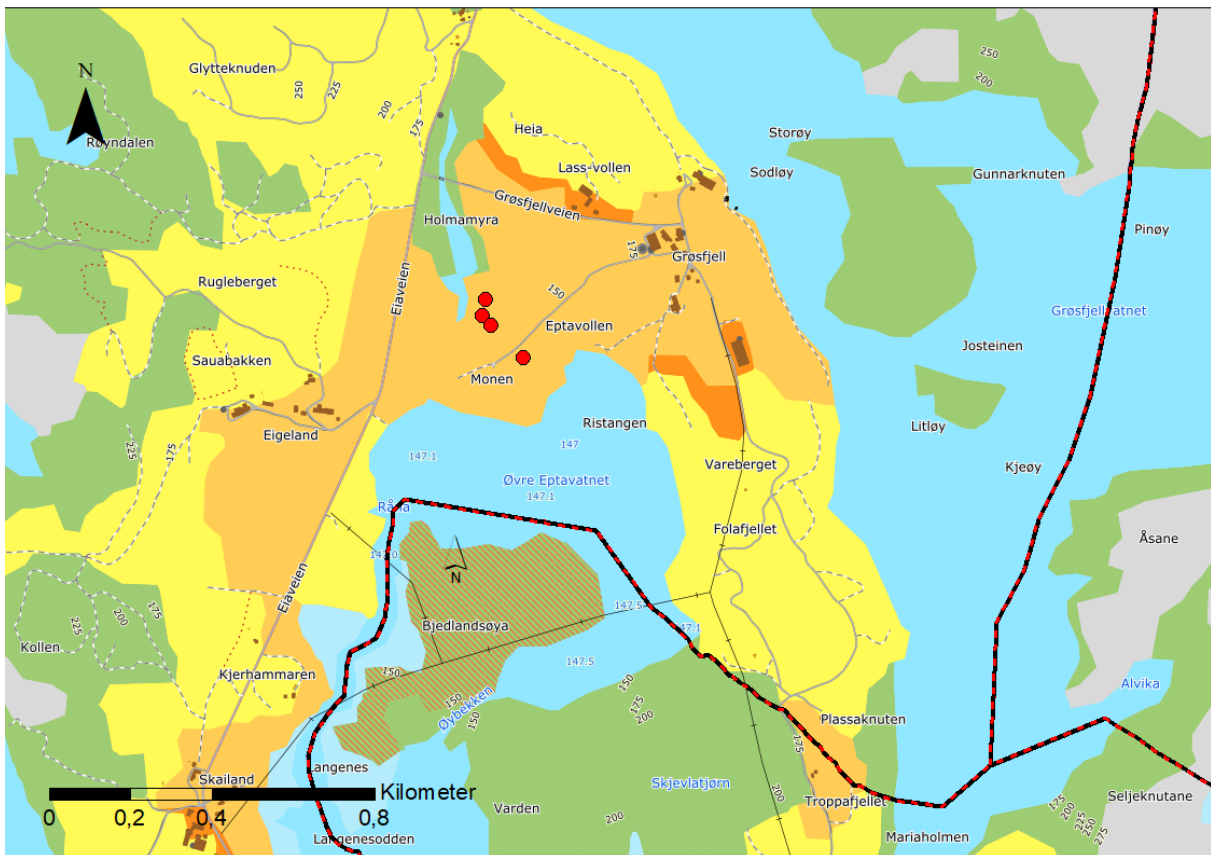 Glytteknuden
250
225
200
175
250
200
N
Røyndalen
Heia
Storøy
Lass-vollen
Sodløy
Gunnarknuten
Grøsfjellveien
Holmamyra
Pinøy
175
Grøsfjell
Eiaveien
Rugleberget
150
Grøsfjellvatnet
Eptavollen
Josteinen
Sauabakken
Monen
Ristangen
Litløy
Eigeland
225
175
147.1
147
Vareberget
Kjeøy
Øvre Eptavatnet
147.1
Råna
Folafjellet
Åsane
N
Eiaveien
175
200
225
147.5
Bjedlandsøya
147.1
Kollen
147.5
Kjerhammaren
150
150
150
150
175
200
Øybekken
Alvika
Plassaknuten
175
Langenes
Skailand
Skjevlatjørn
200
Kilometer
0
0,2
0,4
0,8
Varden
200
Troppafjellet
175
200
225
250
275
Seljeknutane
Langenesodden
Mariaholmen